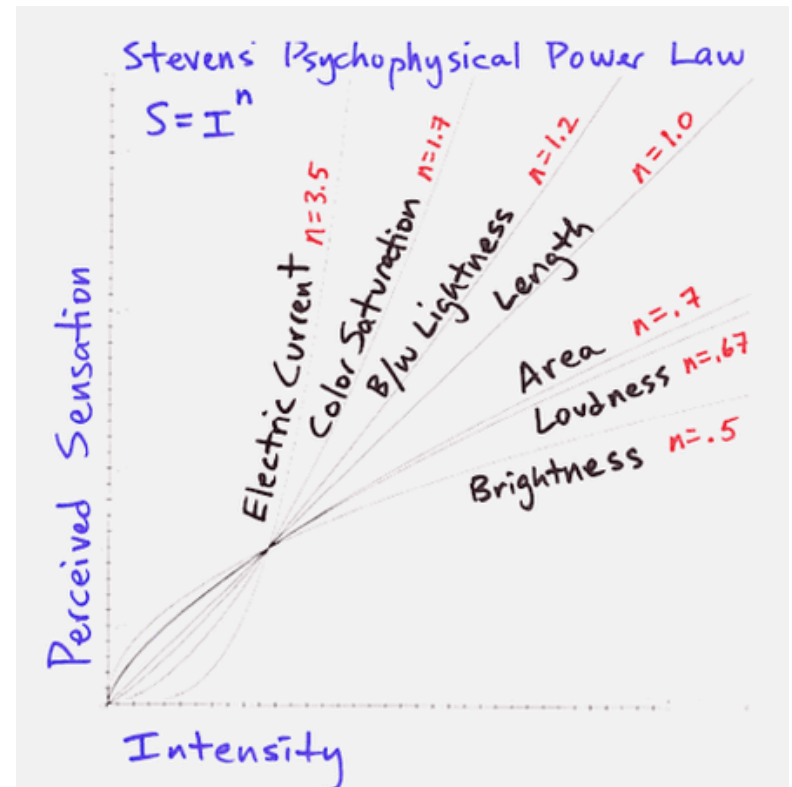 Stevens' Psychophysical Power Law
S = Iⁿ
Electric Current n=3.5
Color Saturation n=1.7
B/W Lightness n=1.2
Length n=1.0
Area n=.7
Loudness n=.67
Brightness n=.5
Perceived Sensation
Intensity